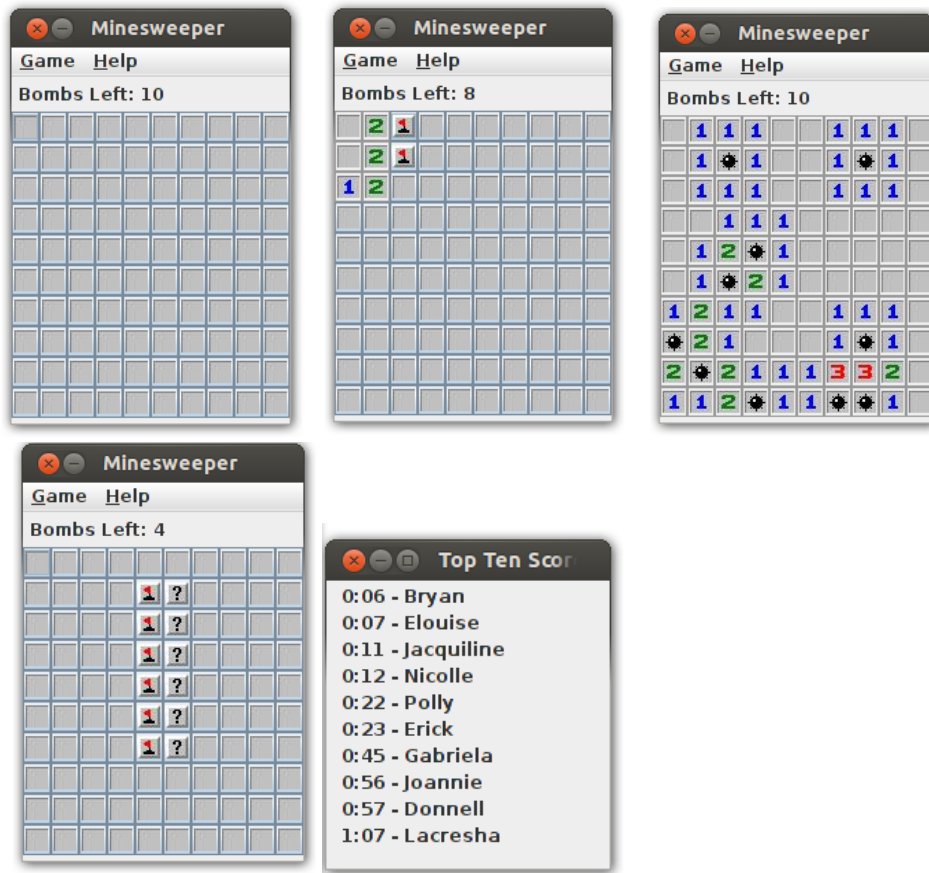 Minesweeper
Game Help
Bombs Left: 10
Minesweeper
Game Help
Bombs Left: 8
2
2
1 2
Minesweeper
Game Help
Bombs Left: 10
1 1 1 1 1 1
1 1 1 1
1 1 1 1 1 1
1 1 1
1 2 1
1 2 1
1 2 1 1 1 1 1
2 1 1 1
2 2 1 1 1 3 3 2
1 1 2 1 1 1
Minesweeper
Game Help
Bombs Left: 4
?
?
?
?
?
?
Top Ten Scor
0:06 - Bryan
0:07 - Elouise
0:11 - Jacquiline
0:12 - Nicolle
0:22 - Polly
0:23 - Erick
0:45 - Gabriela
0:56 - Joannie
0:57 - Donnell
1:07 - Lacresha